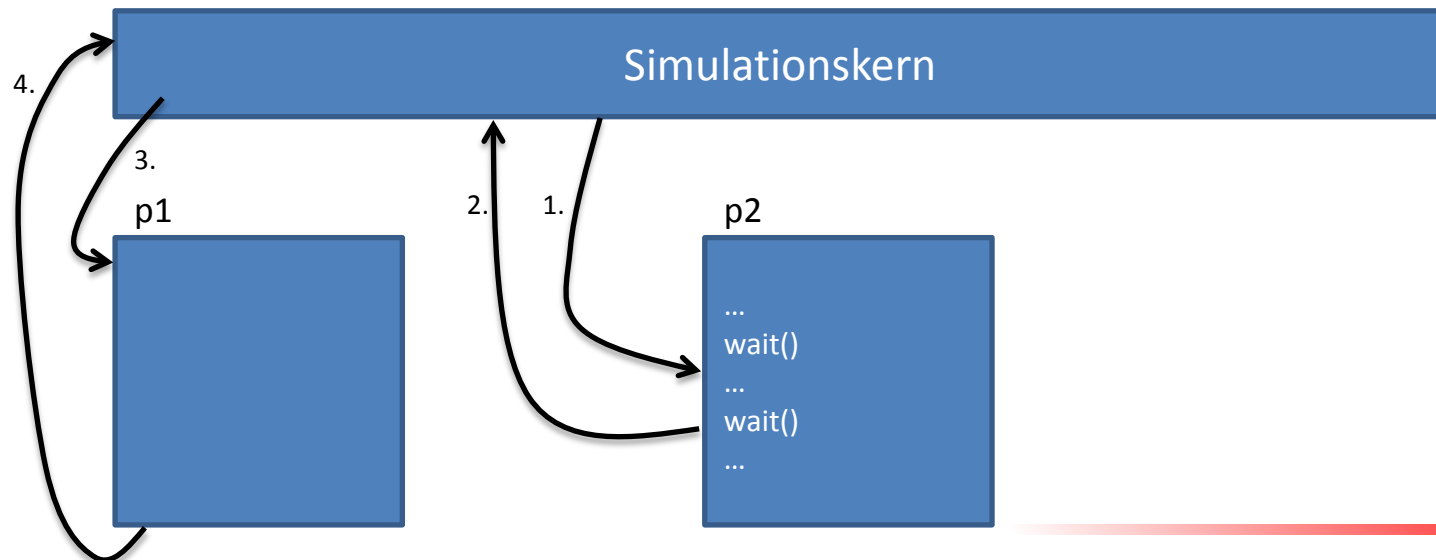 Simulationskern
4.
3.
p1
2.
1.
p2
...
wait()
...
wait()
...